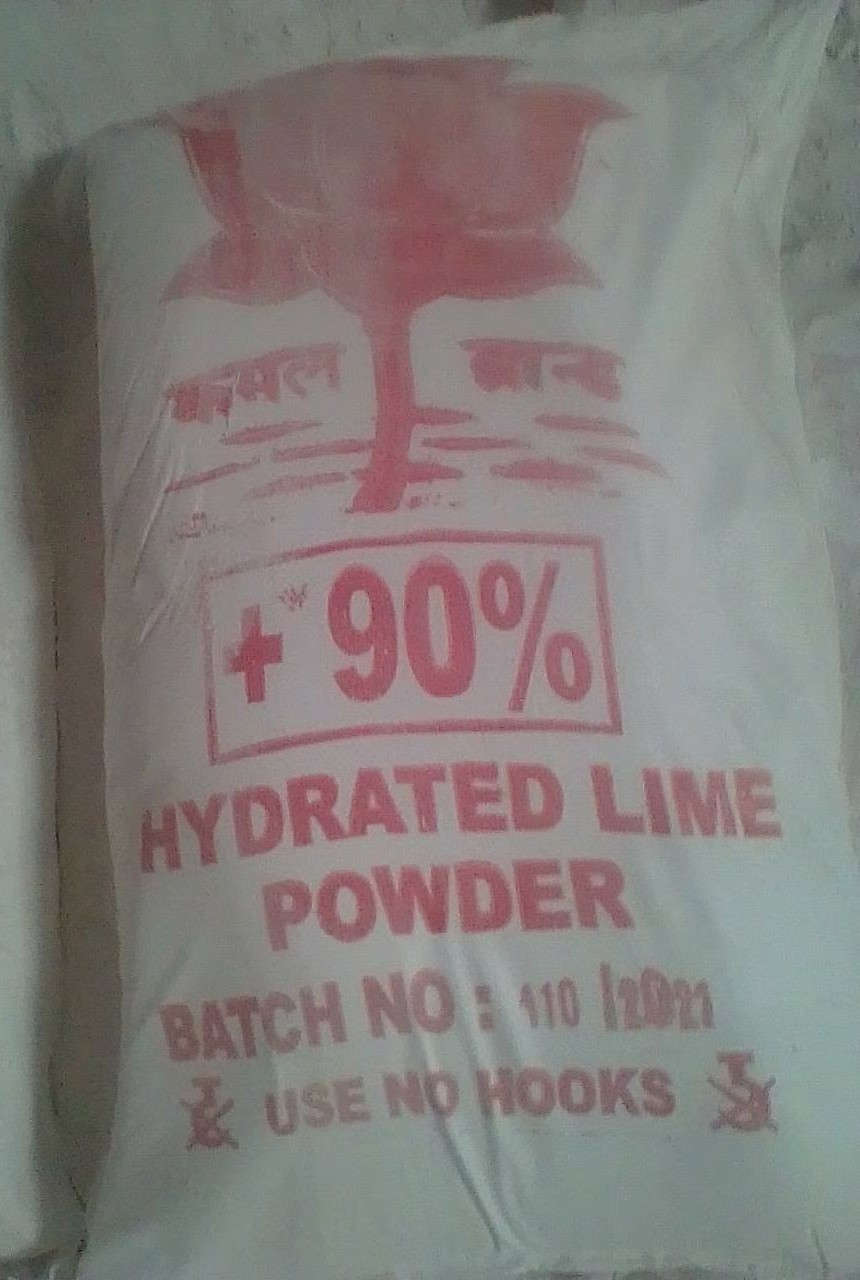 कमल ब्रान्ड
+ 90%
HYDRATED LIME
POWDER
BATCH NO : 110 /2021
USE NO HOOKS